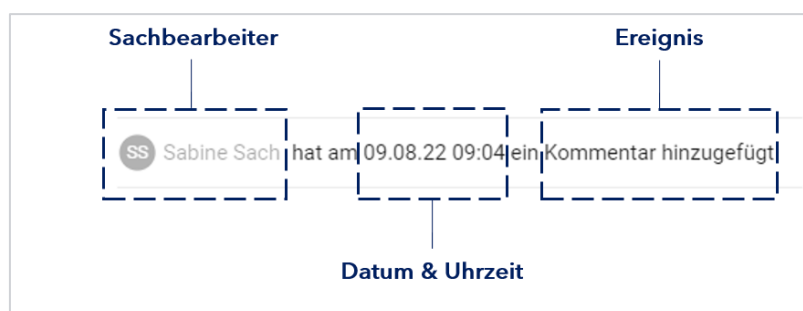 Sachbearbeiter Ereignis
SS Sabine Sach hat am 09.08.22 09:04 ein Kommentar hinzugefügt
Datum & Uhrzeit